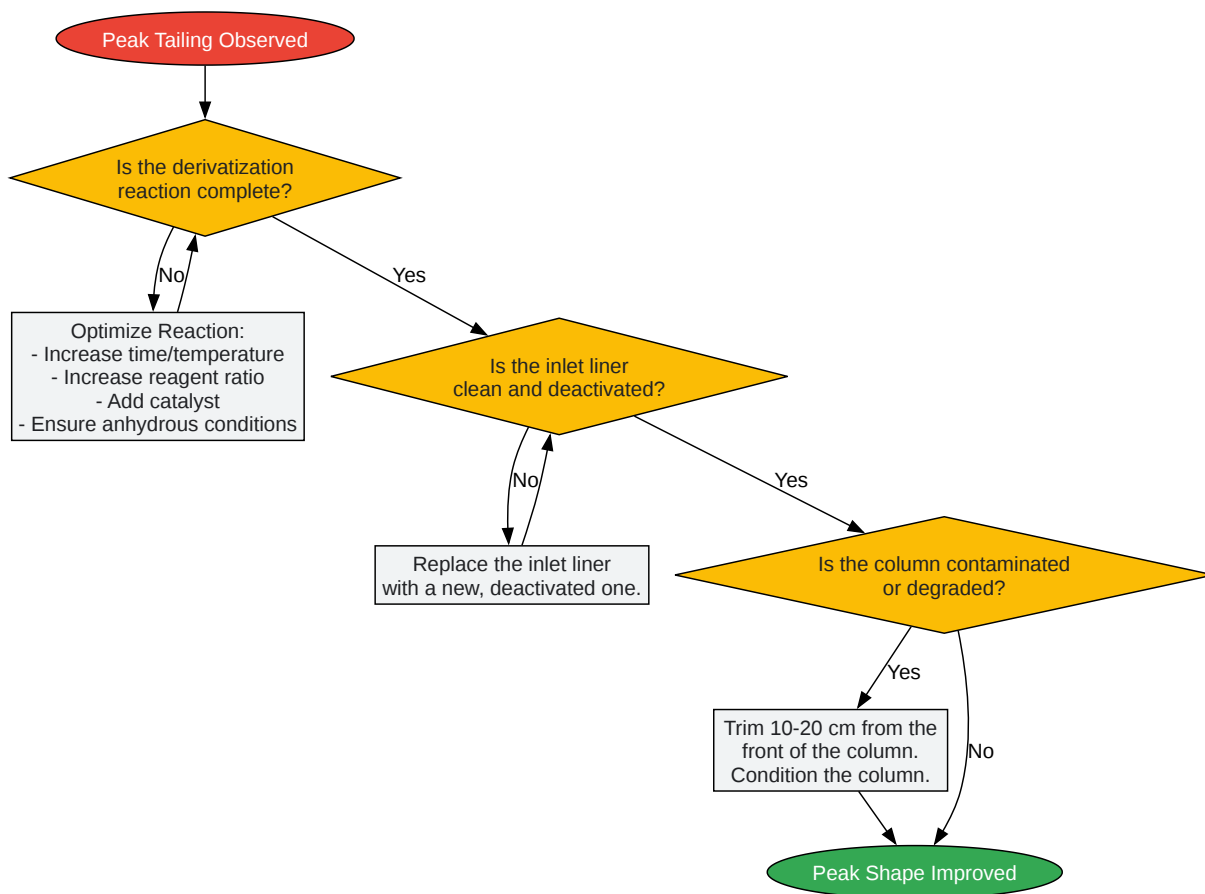 Peak Tailing Observed
Is the derivatization
reaction complete?
No
Yes
Optimize Reaction:
- Increase time/temperature
- Increase reagent ratio
- Add catalyst
- Ensure anhydrous conditions
Is the inlet liner
clean and deactivated?
No
Yes
Replace the inlet liner
with a new, deactivated one.
Is the column contaminated
or degraded?
Yes
No
Trim 10-20 cm from the
front of the column.
Condition the column.
Peak Shape Improved